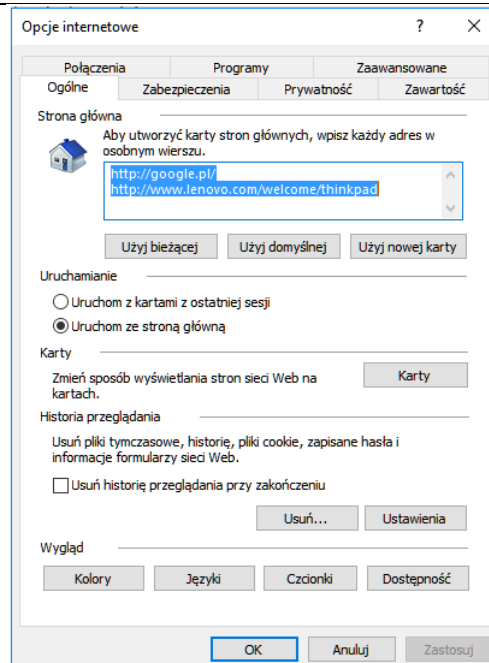 Opcje internetowe
?
Połączenia Programy Zaawansowane
Ogólne Zabezpieczenia Prywatność Zawartość
Strona główna
Aby utworzyć karty stron głównych, wpisz każdy adres w
osobnym wierszu.
http://google.pl/
http://www.lenovo.com/welcome/thinkpad
Użyj bieżącej Użyj domyślnej Użyj nowej karty
Uruchamianie
Uruchom z kartami z ostatniej sesji
Uruchom ze stroną główną
Karty
Zmień sposób wyświetlania stron sieci Web na
kartach.
Karty
Historia przeglądania
Usuń pliki tymczasowe, historię, pliki cookie, zapisane hasła i
informacje formularzy sieci Web.
Usuń historię przeglądania przy zakończeniu
Usuń... Ustawienia
Wygląd
Kolory Języki Czcionki Dostępność
OK Anuluj Zastosuj